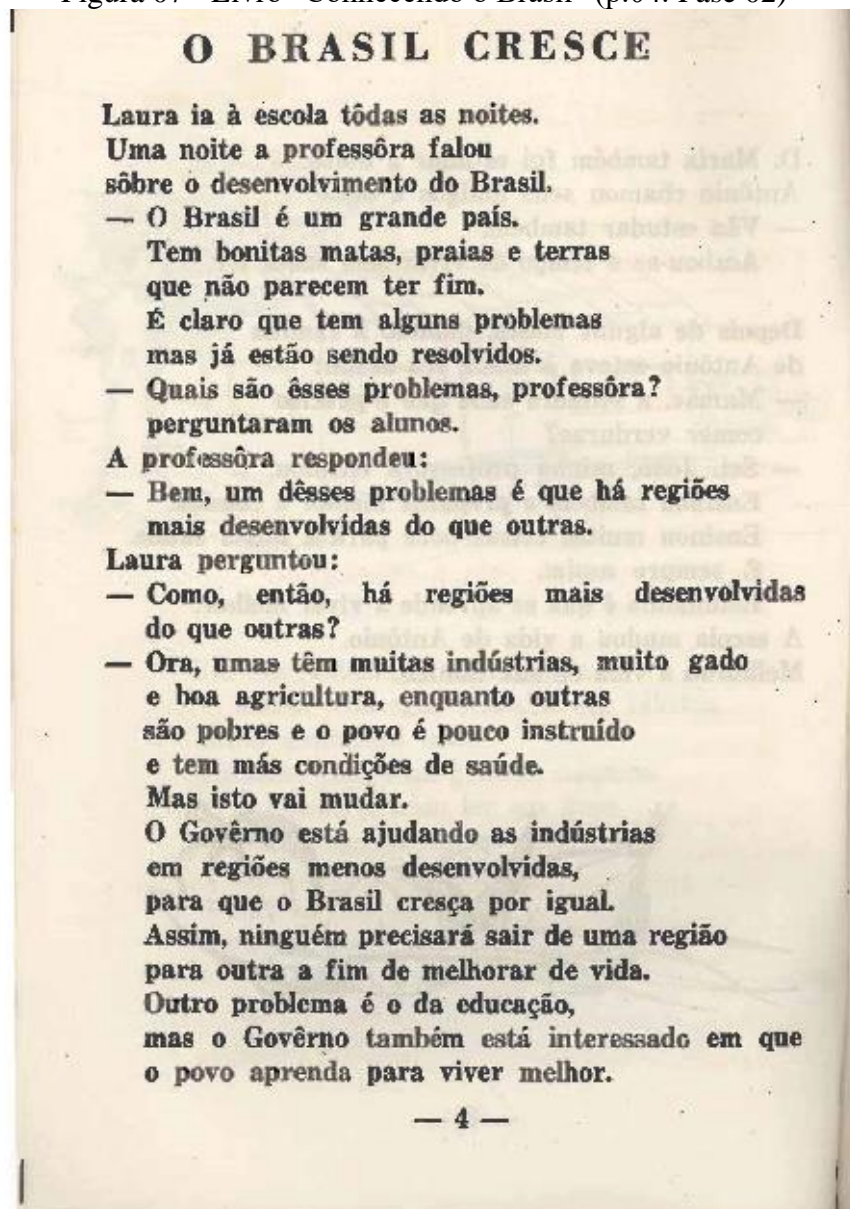 Figura 07 - Livro "Conhecendo o Brasil" (p.04. Fase 02)
O BRASIL CRESCE
Laura ia à escola tôdas as noites.
Uma noite a professôra falou
sôbre o desenvolvimento do Brasil.
— O Brasil é um grande país.
Tem bonitas matas, praias e terras
que não parecem ter fim.
É claro que tem alguns problemas
mas já estão sendo resolvidos.
— Quais são êsses problemas, professôra?
perguntaram os alunos.
A professôra respondeu:
— Bem, um dêsses problemas é que há regiões
mais desenvolvidas do que outras.
Laura perguntou:
— Como, então, há regiões mais desenvolvidas
do que outras?
— Ora, umas têm muitas indústrias, muito gado
e boa agricultura, enquanto outras
são pobres e o povo é pouco instruído
e tem más condições de saúde.
Mas isto vai mudar.
O Govêrno está ajudando as indústrias
em regiões menos desenvolvidas,
para que o Brasil cresça por igual.
Assim, ninguém precisará sair de uma região
para outra a fim de melhorar de vida.
Outro problema é o da educação,
mas o Govêrno também está interessado em que
o povo aprenda para viver melhor.
— 4 —